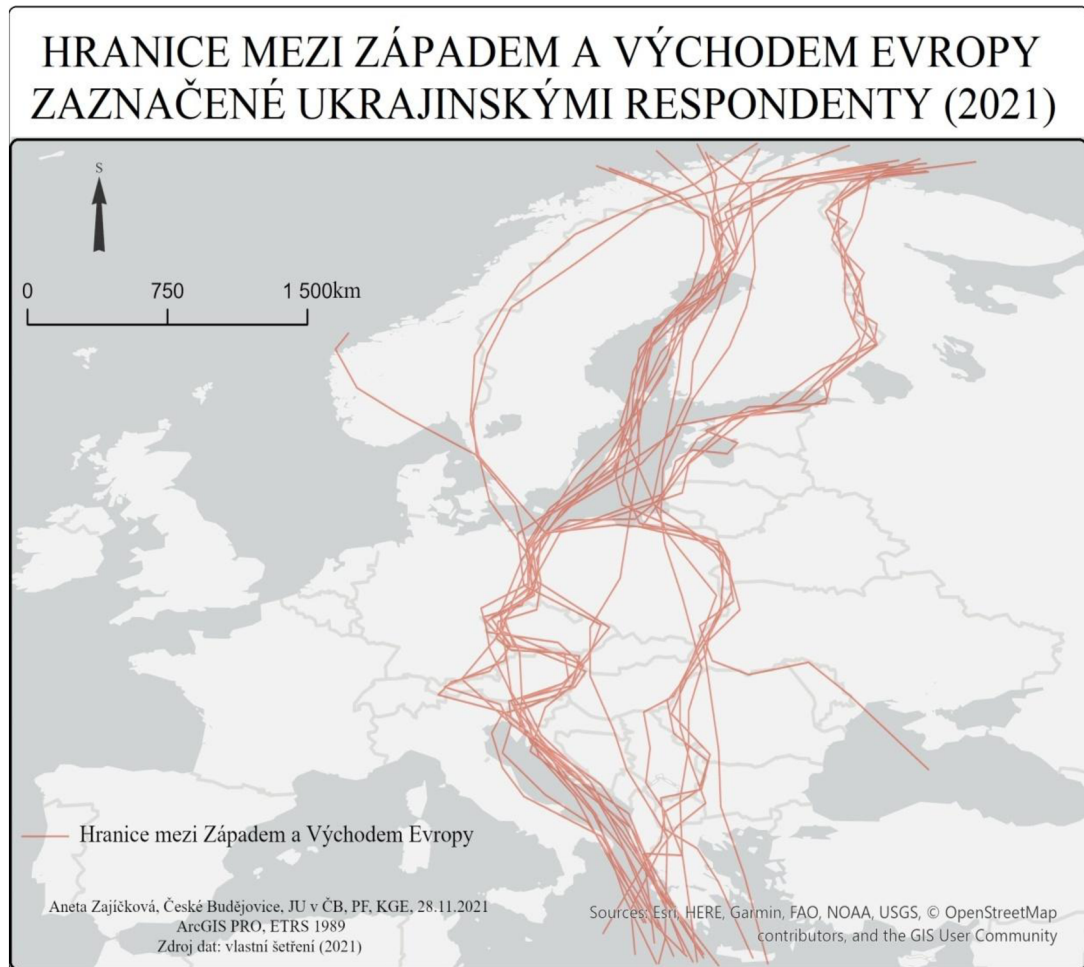 HRANICE MEZI ZÁPADEM A VÝCHODEM EVROPY
ZAZNAČENÉ UKRAJINSKÝMI RESPONDENTY (2021)
S
0 750 1 500km
Hranice mezi Západem a Východem Evropy
Aneta Zajíčková, České Budějovice, JU v ČB, PF, KGE, 28.11.2021
ArcGIS PRO, ETRS 1989
Zdroj dat: vlastní šetření (2021)
Sources: Esri, HERE, Garmin, FAO, NOAA, USGS, © OpenStreetMap
contributors, and the GIS User Community